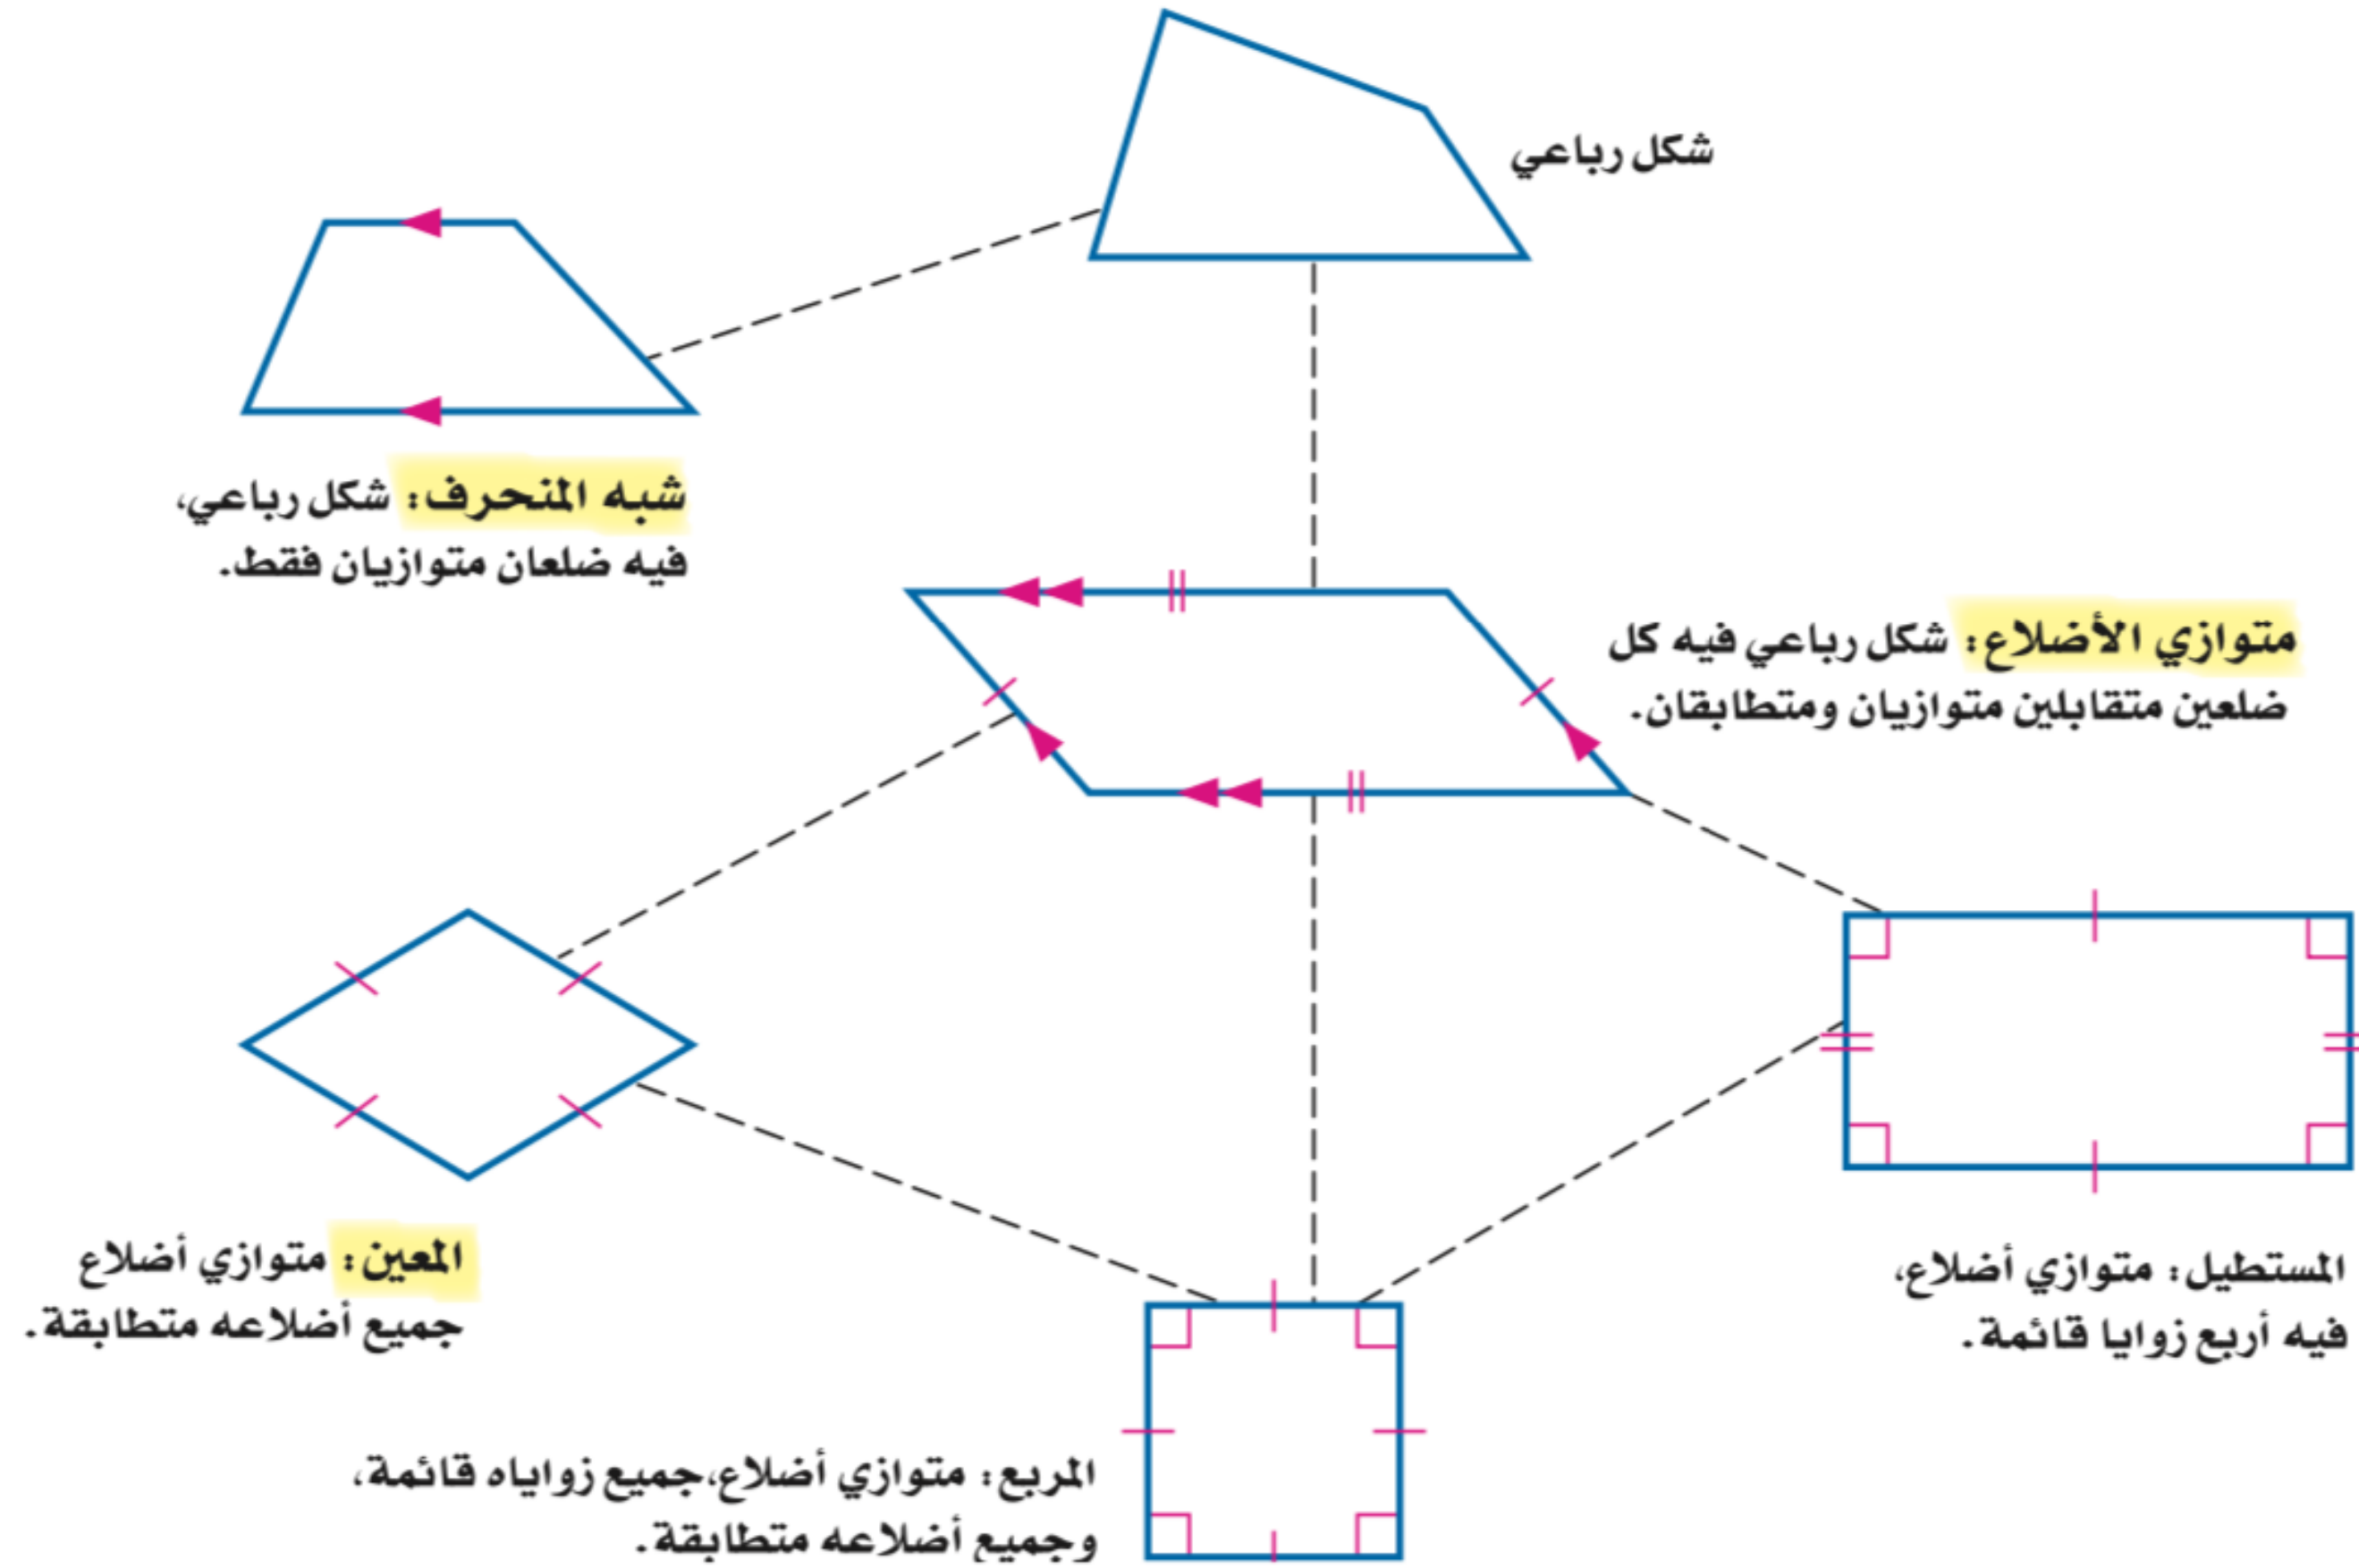 شكل رباعي
شبه المنحرف: شكل رباعي،
فيه ضلعان متوازيان فقط.
متوازي الأضلاع: شكل رباعي فيه كل
ضلعين متقابلين متوازيان ومتطابقان.
المعين: متوازي أضلاع
جميع أضلاعه متطابقة.
المستطيل: متوازي أضلاع،
فيه أربع زوايا قائمة.
المربع: متوازي أضلاع،جميع زواياه قائمة،
وجميع أضلاعه متطابقة.